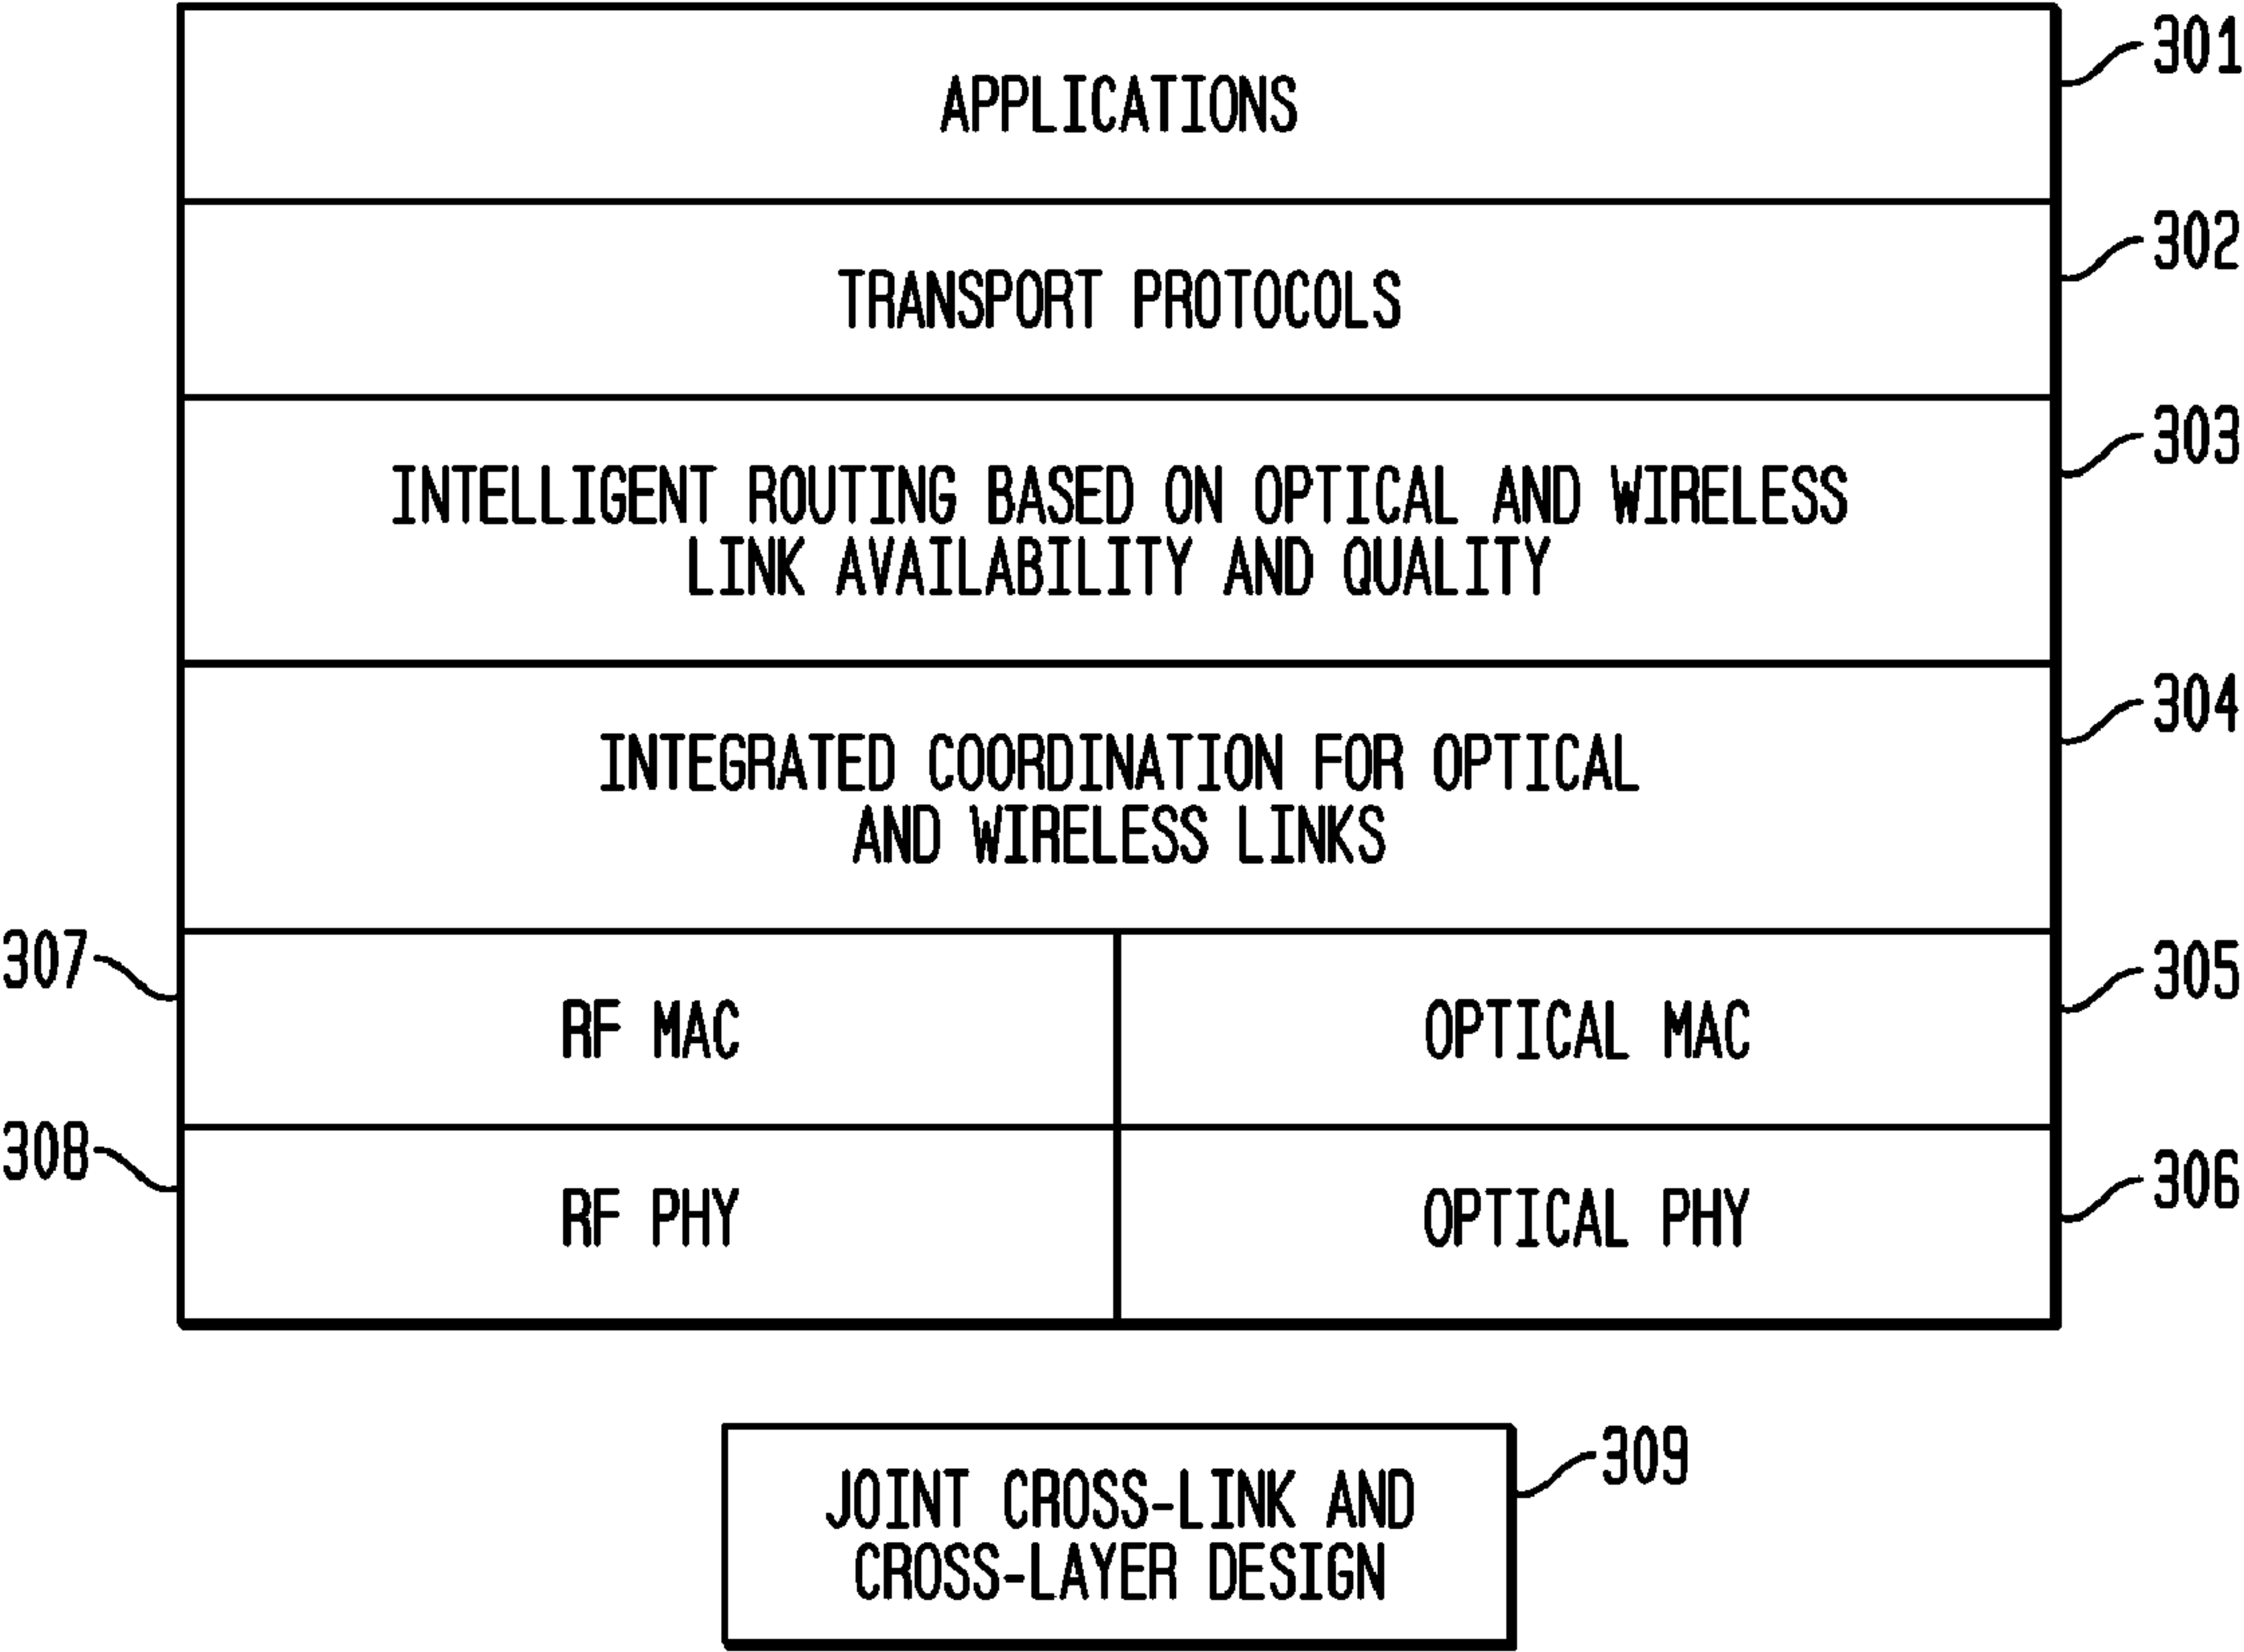 APPLICATIONS
301
TRANSPORT PROTOCOLS
302
INTELLIGENT ROUTING BASED ON OPTICAL AND WIRELESS
LINK AVAILABILITY AND QUALITY
303
INTEGRATED COORDINATION FOR OPTICAL
AND WIRELESS LINKS
304
307
RF MAC
OPTICAL MAC
305
308
RF PHY
OPTICAL PHY
306
JOINT CROSS-LINK AND
CROSS-LAYER DESIGN
309